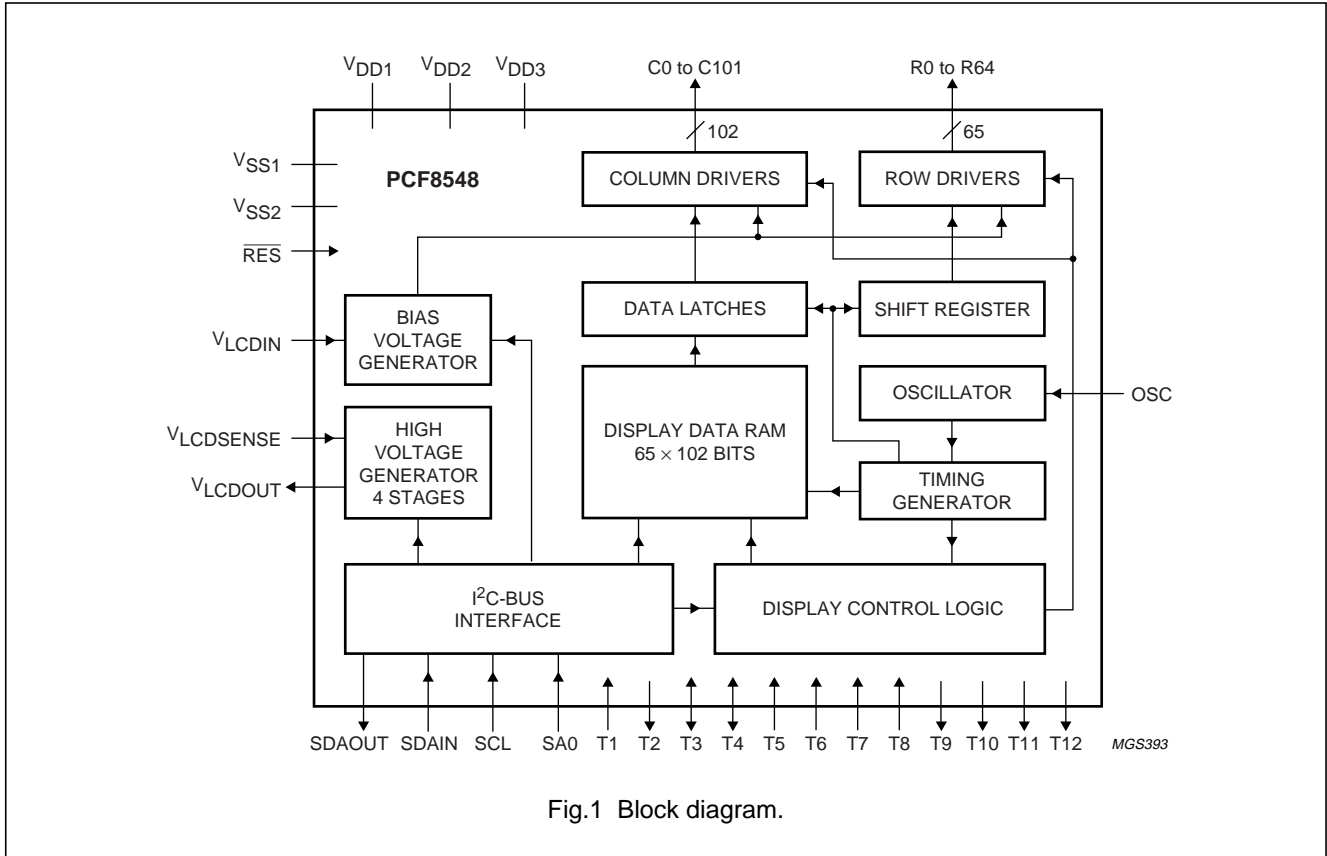 VDD1 VDD2 VDD3 C0 to C101 R0 to R64
102 65
VSS1
PCF8548 COLUMN DRIVERS ROW DRIVERS
VSS2
RES
BIAS
VOLTAGE
GENERATOR
DATA LATCHES SHIFT REGISTER
VLCDIN
OSCILLATOR OSC
VLCDSENSE
HIGH
VOLTAGE
GENERATOR
4 STAGES
DISPLAY DATA RAM
65 × 102 BITS
TIMING
GENERATOR
VLCDOUT
I²C-BUS
INTERFACE
DISPLAY CONTROL LOGIC
SDAOUT SDAIN SCL SA0 T1 T2 T3 T4 T5 T6 T7 T8 T9 T10 T11 T12 MGS393
Fig.1 Block diagram.